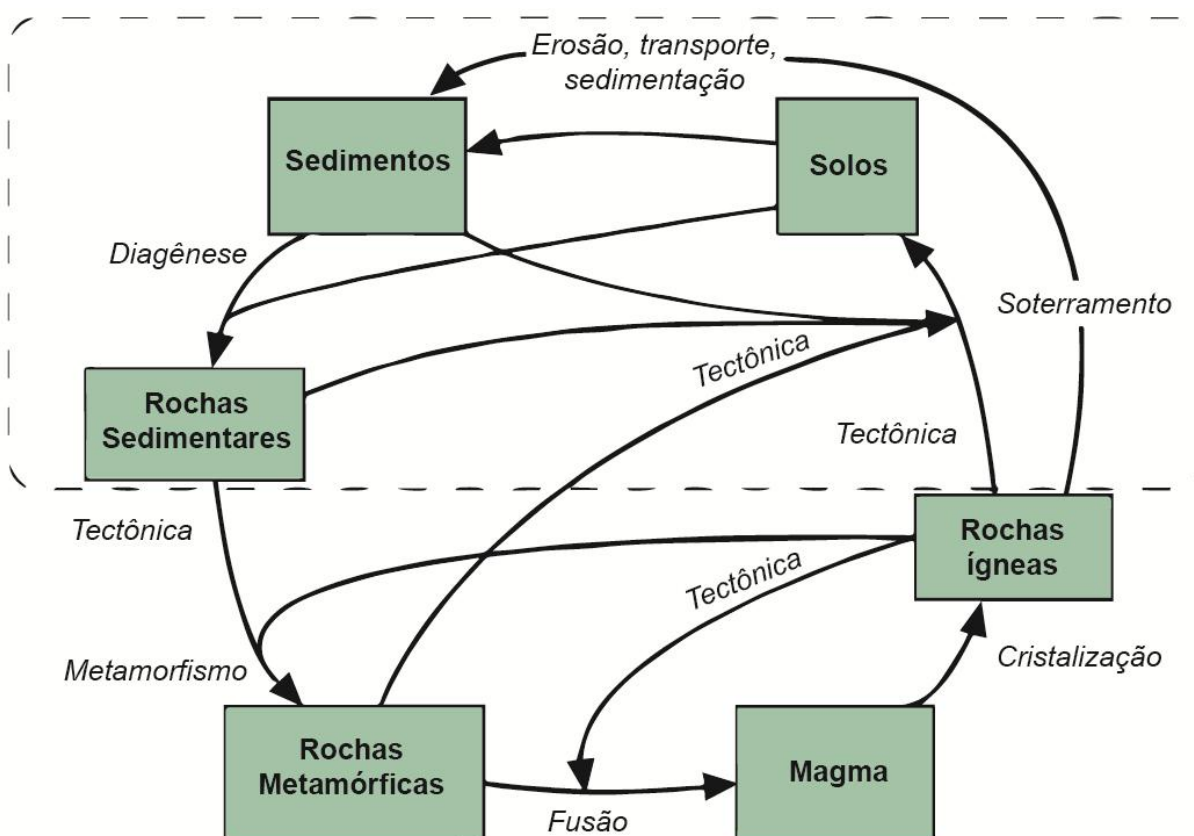 Erosão, transporte,
sedimentação
Sedimentos
Solos
Diagênese
Soterramento
Tectônica
Rochas
Sedimentares
Tectônica
Tectônica
Rochas
ígneas
Tectônica
Metamorfismo
Cristalização
Rochas
Metamórficas
Magma
Fusão